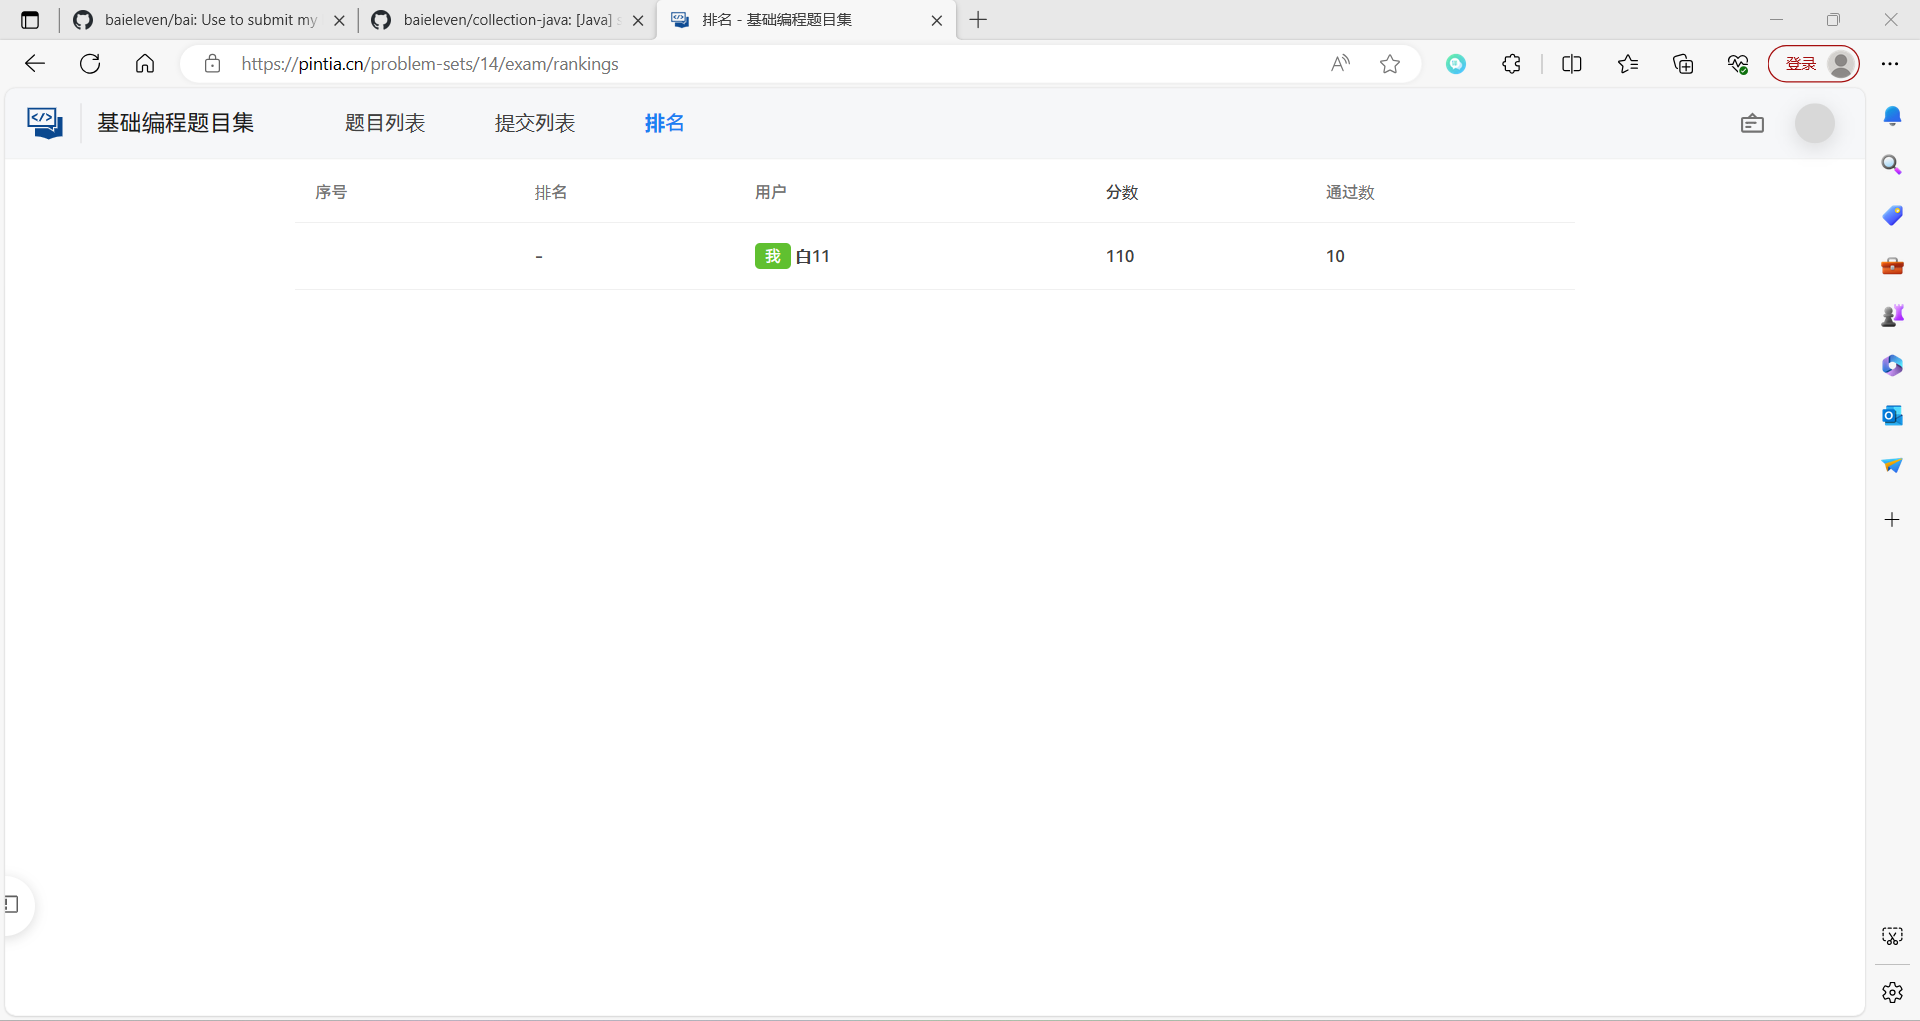 baieleven/bai: Use to submit my
baieleven/collection-java: [Java]
排名 - 基础编程题目集
https://pintia.cn/problem-sets/14/exam/rankings
登录
基础编程题目集 题目列表 提交列表 排名
序号 排名 用户 分数 通过数
- 我 白11 110 10